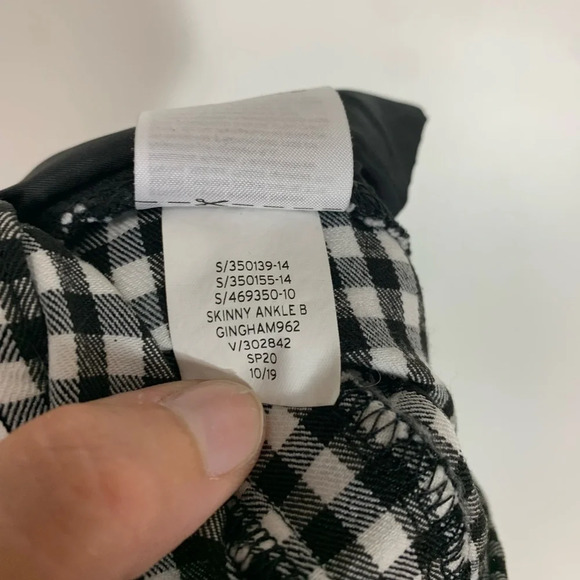 S/350139-14
S/350155-14
S/469350-10
SKINNY ANKLE B
GINGHAM962
V/302842
SP20
10/19